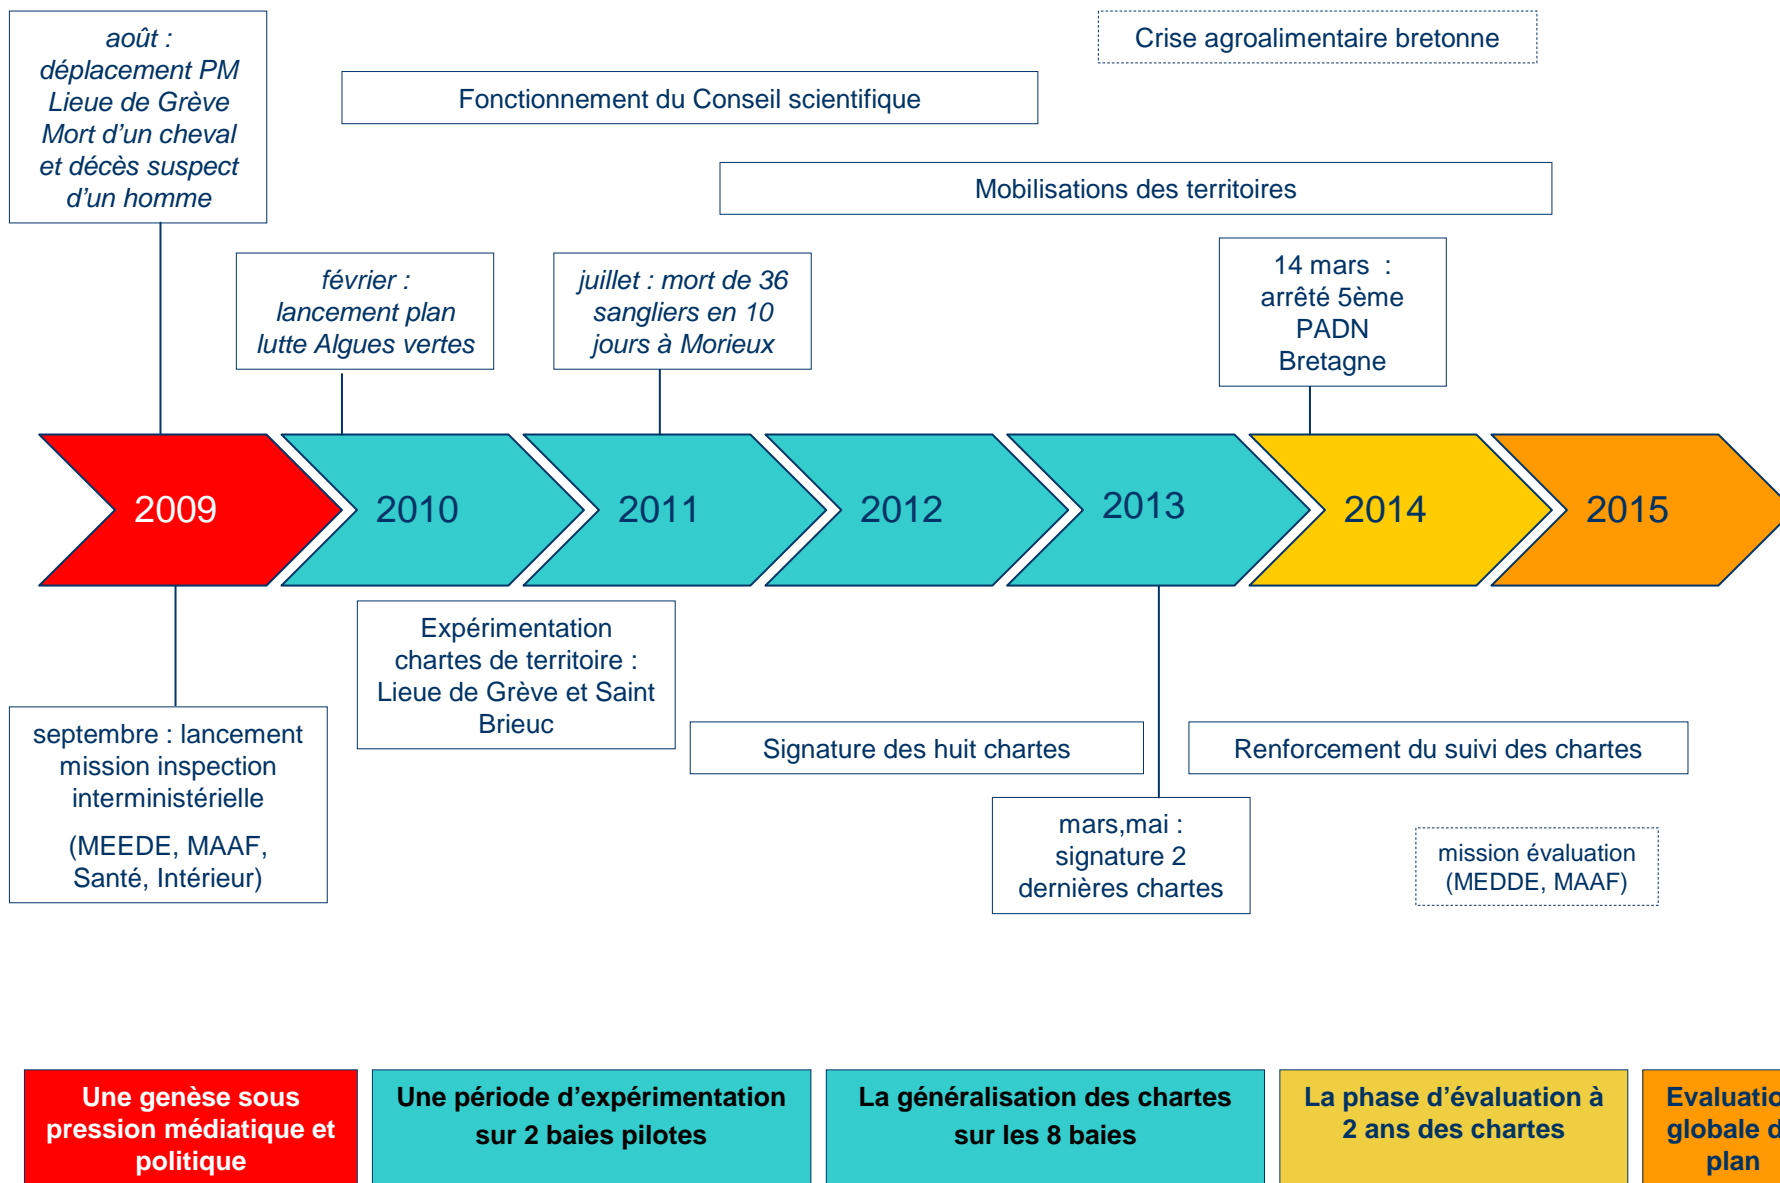 août :
déplacement PM
Lieue de Grève
Mort d'un cheval
et décès suspect
d'un homme
Crise agroalimentaire bretonne
Fonctionnement du Conseil scientifique
Mobilisations des territoires
février :
lancement plan
lutte Algues vertes
juillet : mort de 36
sangliers en 10
jours à Morieux
14 mars :
arrêté 5ème
PADN
Bretagne
2009
2010
2011
2012
2013
2014
2015
Expérimentation
chartes de territoire :
Lieue de Grève et Saint
Brieuc
septembre : lancement
mission inspection
interministérielle
(MEEDE, MAAF,
Santé, Intérieur)
Signature des huit chartes
Renforcement du suivi des chartes
mars,mai :
signature 2
dernières chartes
mission évaluation
(MEDDE, MAAF)
Une genèse sous
pression médiatique et
politique
Une période d'expérimentation
sur 2 baies pilotes
La généralisation des chartes
sur les 8 baies
La phase d'évaluation à
2 ans des chartes
Evaluation
globale d
plan